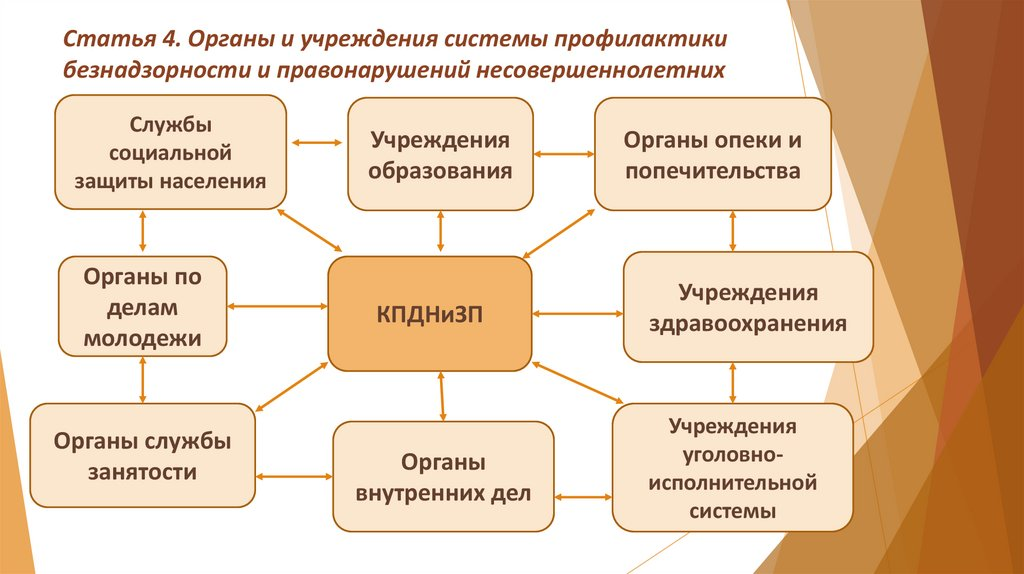 Статья 4. Органы и учреждения системы профилактики
безнадзорности и правонарушений несовершеннолетних
Службы
социальной
защиты населения
Учреждения
образования
Органы опеки и
попечительства
Органы по
делам
молодежи
КПДНиЗП
Учреждения
здравоохранения
Органы службы
занятости
Органы
внутренних дел
Учреждения
уголовно-
исполнительной
системы